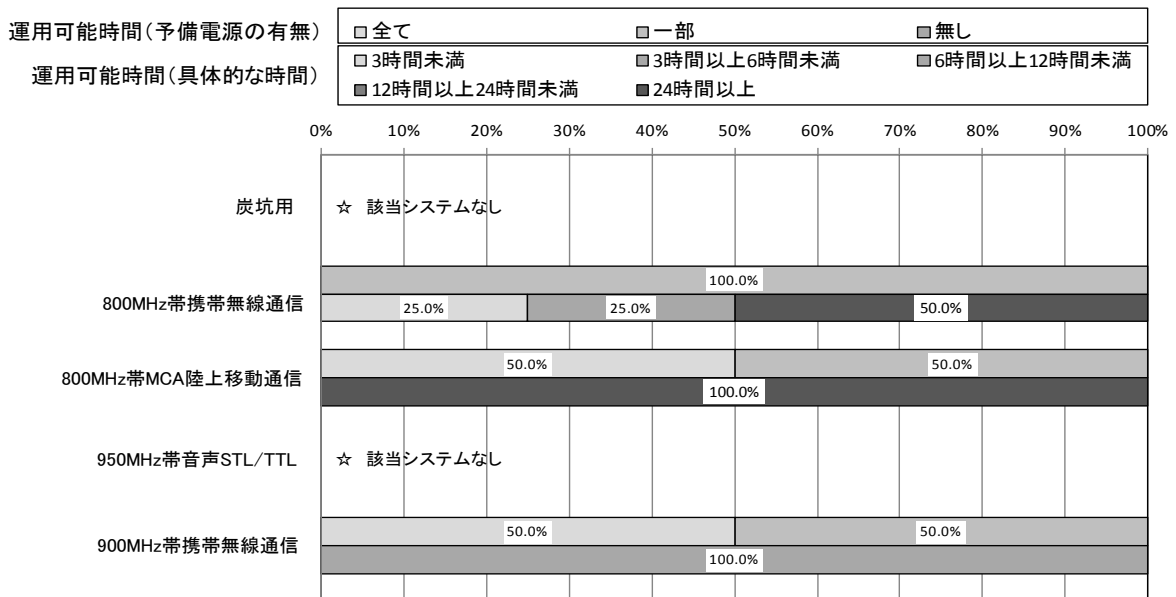 運用可能時間(予備電源の有無) □全て □一部 □無し
運用可能時間(具体的な時間) □3時間未満 ■3時間以上6時間未満 ■6時間以上12時間未満
■12時間以上24時間未満 ■24時間以上
0% 10% 20% 30% 40% 50% 60% 70% 80% 90% 100%
炭坑用 ☆ 該当システムなし
100.0%
800MHz帯携帯無線通信
25.0% 25.0% 50.0%
50.0% 50.0%
800MHz帯MCA陸上移動通信
100.0%
950MHz帯音声STL/TTL ☆ 該当システムなし
50.0% 50.0%
900MHz帯携帯無線通信
100.0%